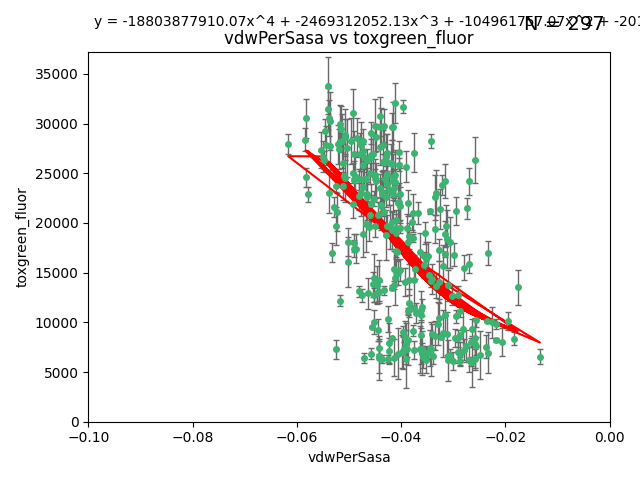 y = -18803877910.07x^4 + -2469312052.13x^3 + -104961
N = 297
vdwPerSasa vs toxgreen_fluor
35000
30000
25000
20000
15000
10000
5000
0
toxgreen_fluor
−0.10
−0.08
−0.06
−0.04
−0.02
0.00
vdwPerSasa